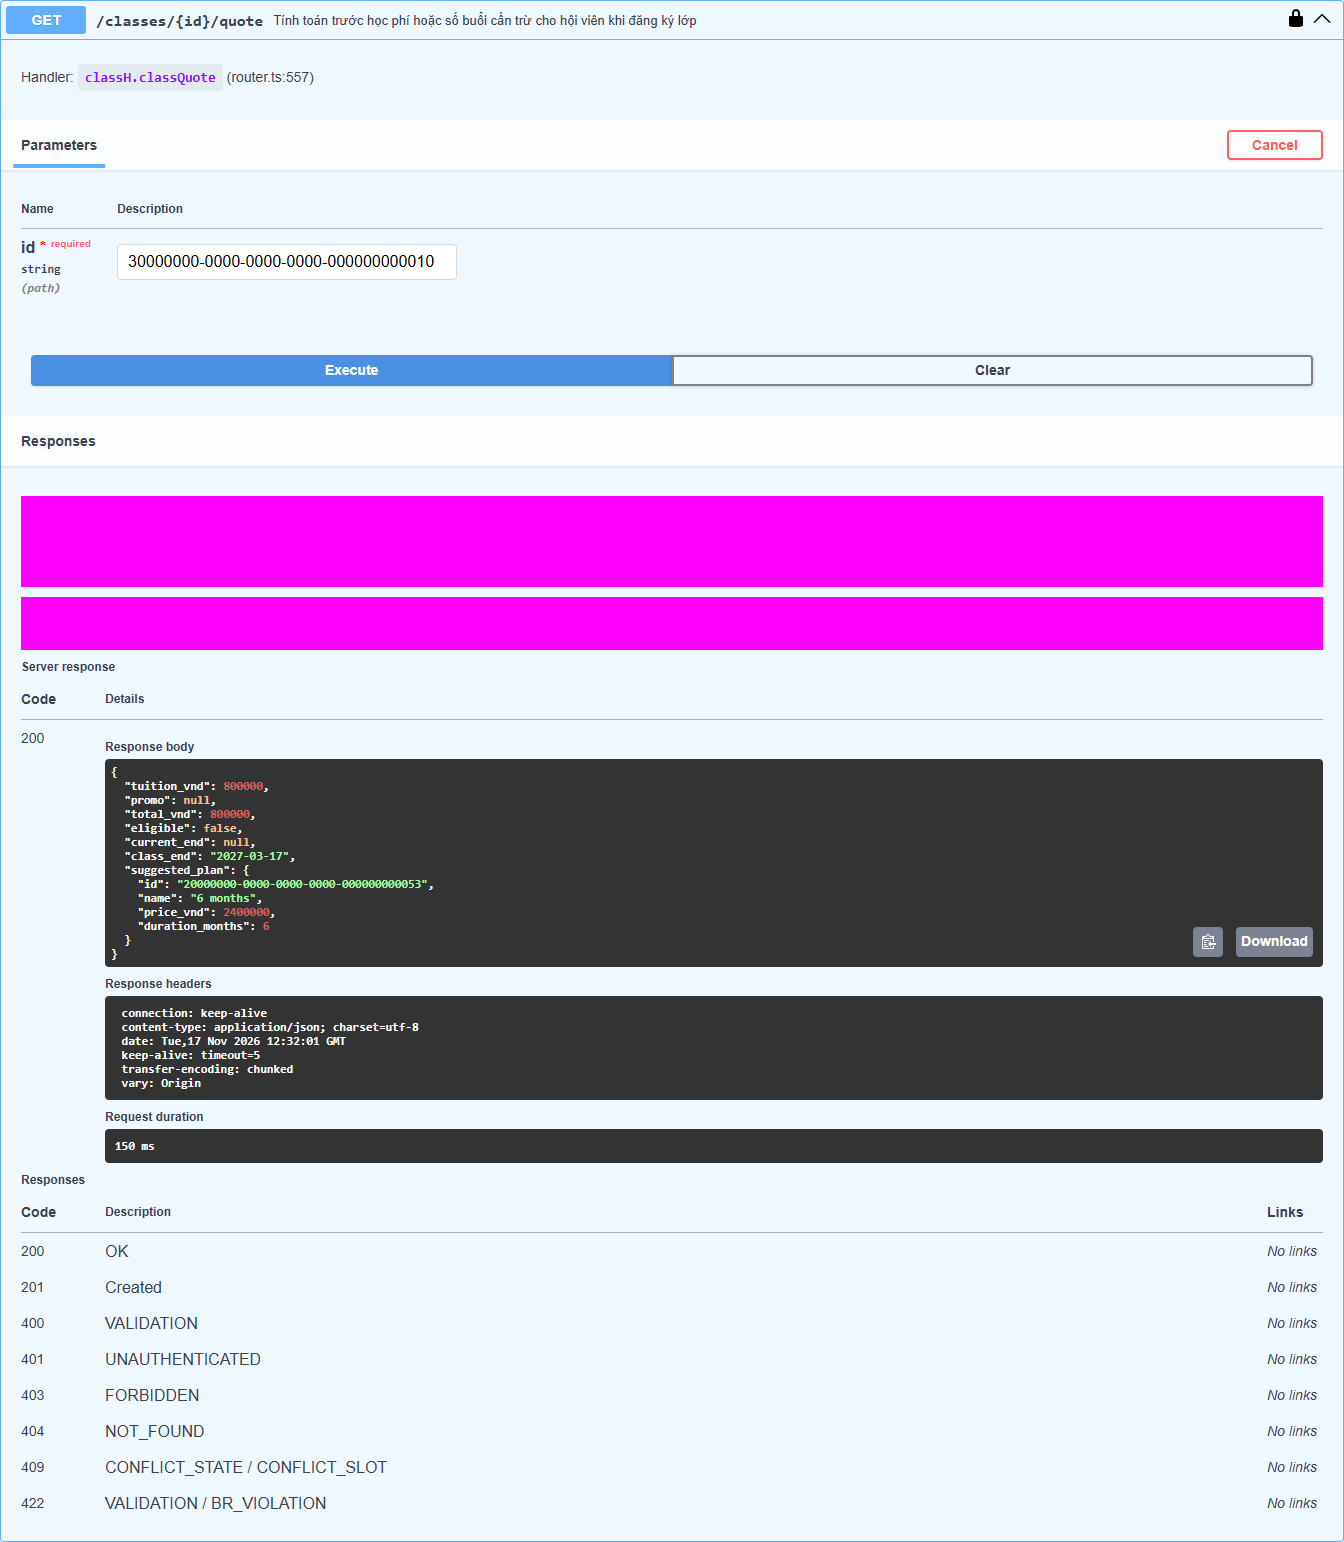 GET /classes/{id}/quote Tính toán trước học phí hoặc số buổi cần trừ cho hội viên khi đăng ký lớp
Handler: classH.classQuote (router.ts:557)
Parameters
Cancel
Name Description
id * required
string
(path)
30000000-0000-0000-0000-000000000010
Execute
Clear
Responses
Server response
Code Details
200
Response body
{
  "tuition_vnd": 800000,
  "promo": null,
  "total_vnd": 800000,
  "eligible": false,
  "current_end": null,
  "class_end": "2027-03-17",
  "suggested_plan": {
    "id": "20000000-0000-0000-0000-000000000053",
    "name": "6 months",
    "price_vnd": 2400000,
    "duration_months": 6
  }
}
Download
Response headers
connection: keep-alive
content-type: application/json; charset=utf-8
date: Tue,17 Nov 2026 12:32:01 GMT
keep-alive: timeout=5
transfer-encoding: chunked
vary: Origin
Request duration
150 ms
Responses
Code Description Links
200 OK No links
201 Created No links
400 VALIDATION No links
401 UNAUTHENTICATED No links
403 FORBIDDEN No links
404 NOT_FOUND No links
409 CONFLICT_STATE / CONFLICT_SLOT No links
422 VALIDATION / BR_VIOLATION No links